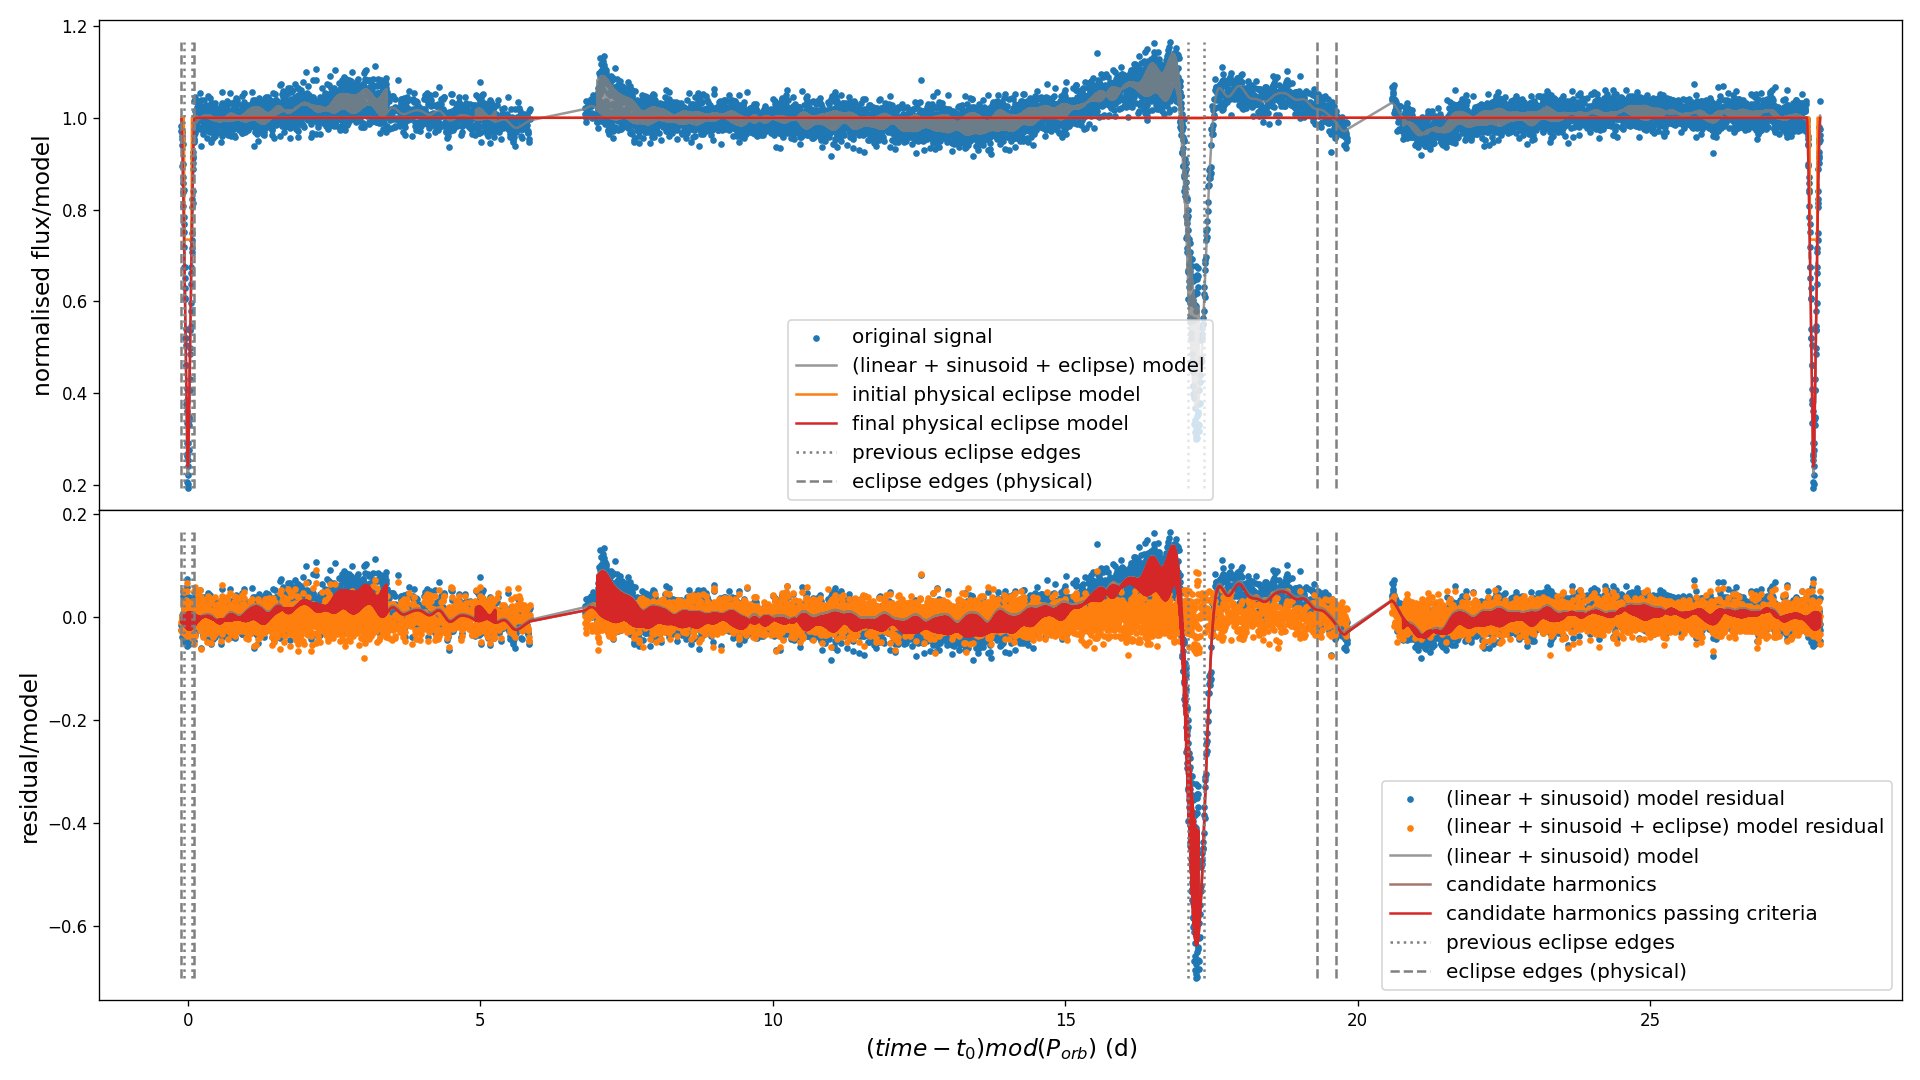 1.2
1.0
0.8
0.6
0.4
0.2
normalised flux/model
original signal
(linear + sinusoid + eclipse) model
initial physical eclipse model
final physical eclipse model
previous eclipse edges
eclipse edges (physical)
0.2
0.0
−0.2
−0.4
−0.6
residual/model
(linear + sinusoid) model residual
(linear + sinusoid + eclipse) model residual
(linear + sinusoid) model
candidate harmonics
candidate harmonics passing criteria
previous eclipse edges
eclipse edges (physical)
0 5 10 15 20 25
(time − t₀)mod(P_orb) (d)